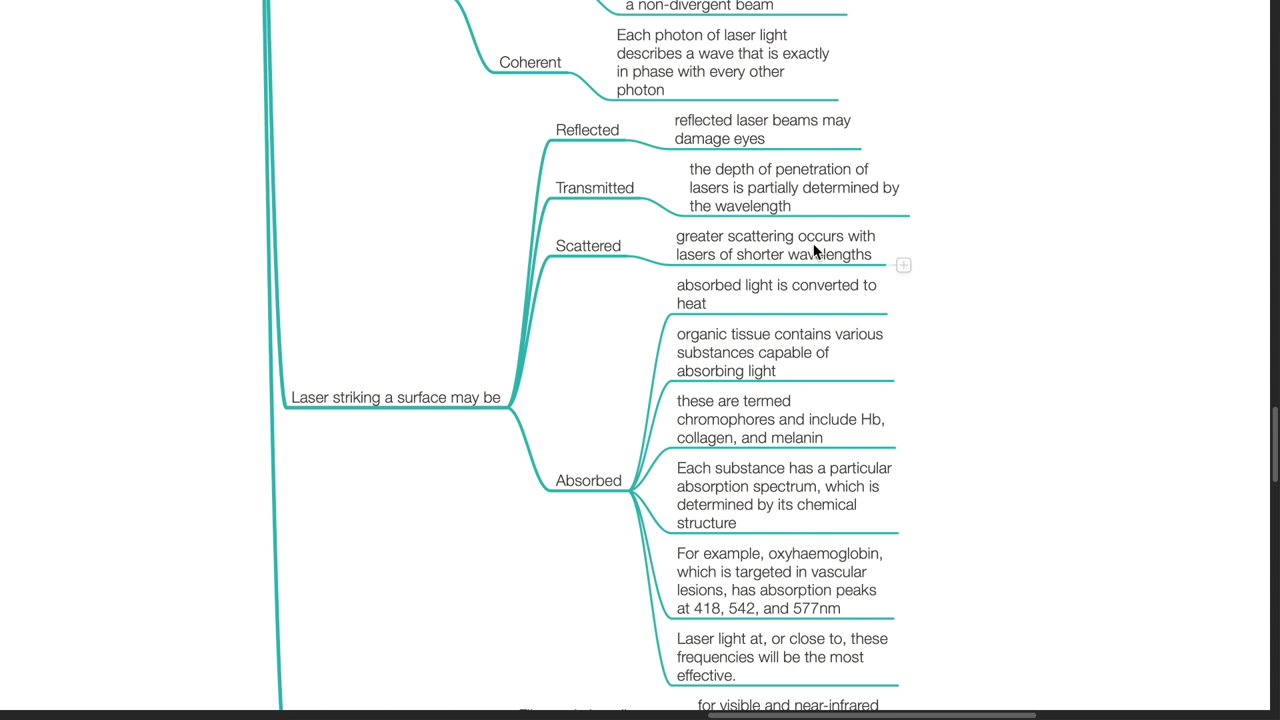 a non-divergent beam
Coherent
Each photon of laser light
describes a wave that is exactly
in phase with every other
photon
Reflected
reflected laser beams may
damage eyes
Transmitted
the depth of penetration of
lasers is partially determined by
the wavelength
Scattered
greater scattering occurs with
lasers of shorter wavelengths
Laser striking a surface may be
Absorbed
absorbed light is converted to
heat
organic tissue contains various
substances capable of
absorbing light
these are termed
chromophores and include Hb,
collagen, and melanin
Each substance has a particular
absorption spectrum, which is
determined by its chemical
structure
For example, oxyhaemoglobin,
which is targeted in vascular
lesions, has absorption peaks
at 418, 542, and 577nm
Laser light at, or close to, these
frequencies will be the most
effective.
for visible and near-infrared